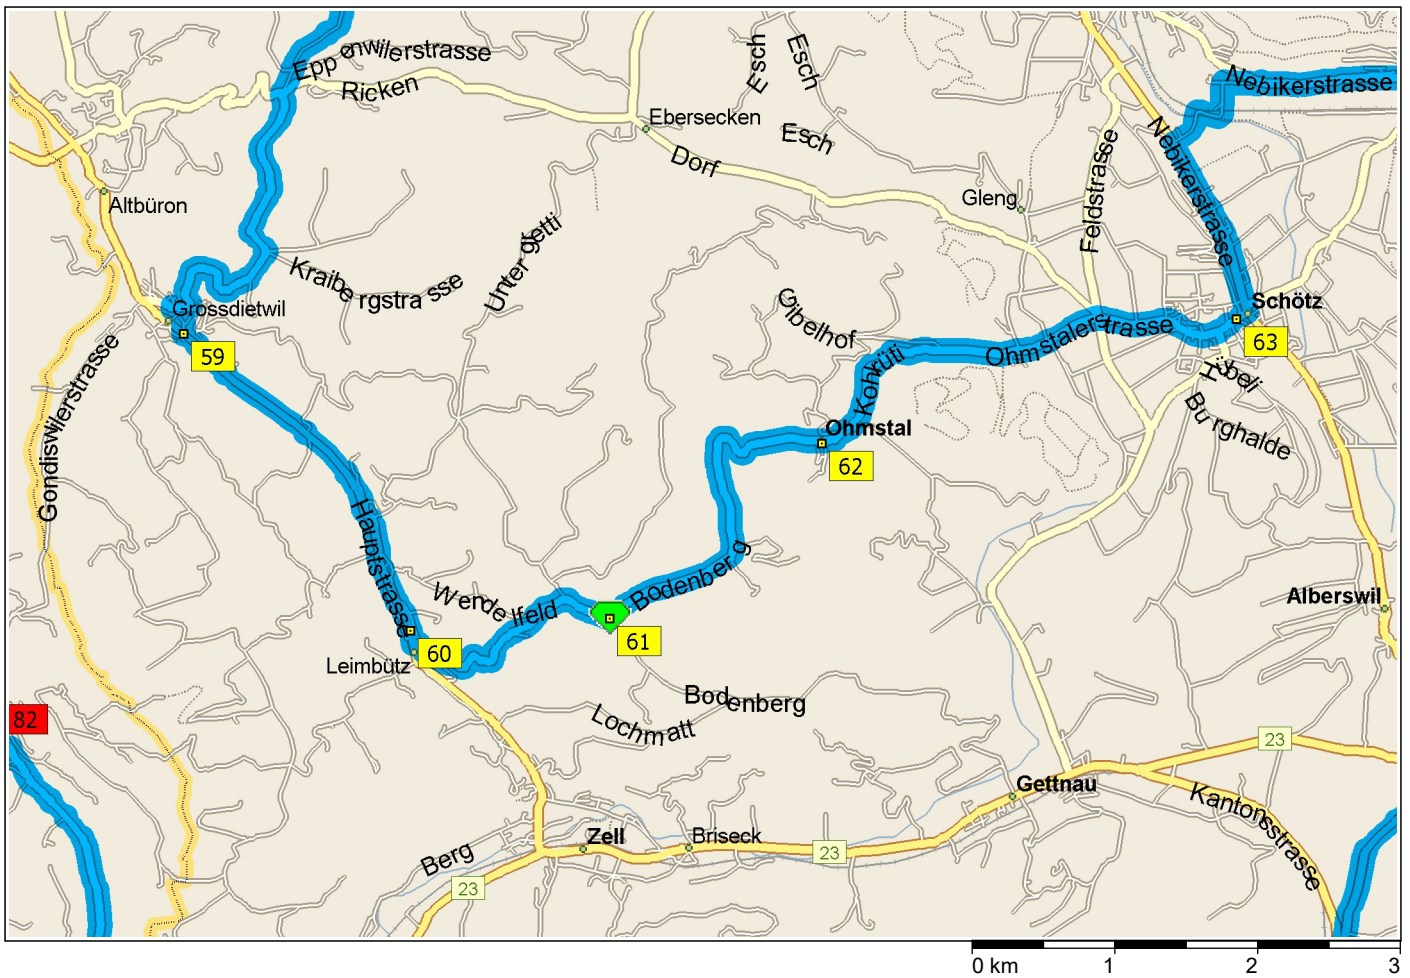 Eppenwilerstrasse
Ricken
Esch
Esch
Nebikerstrasse
Ebersecken
Esch
Dorf
Feldstrasse
Nebikerstrasse
Altbüron
Gleng
Untergetti
Kraibergstrasse
Grossdietwil
Gibelhof
Schötz
Ohmstalerstrasse
59
63
Gondiswilerstrasse
Kohlrüti
Hübeli
Burghalde
Ohmstal
62
Hauptstrasse
Wendelfeld
Bodenberg
Alberswil
61
60
Leimbütz
Bodenberg
Lochmatt
82
23
Gettnau
Kantonsstrasse
Zell
Briseck
23
Berg
23
0 km 1 2 3